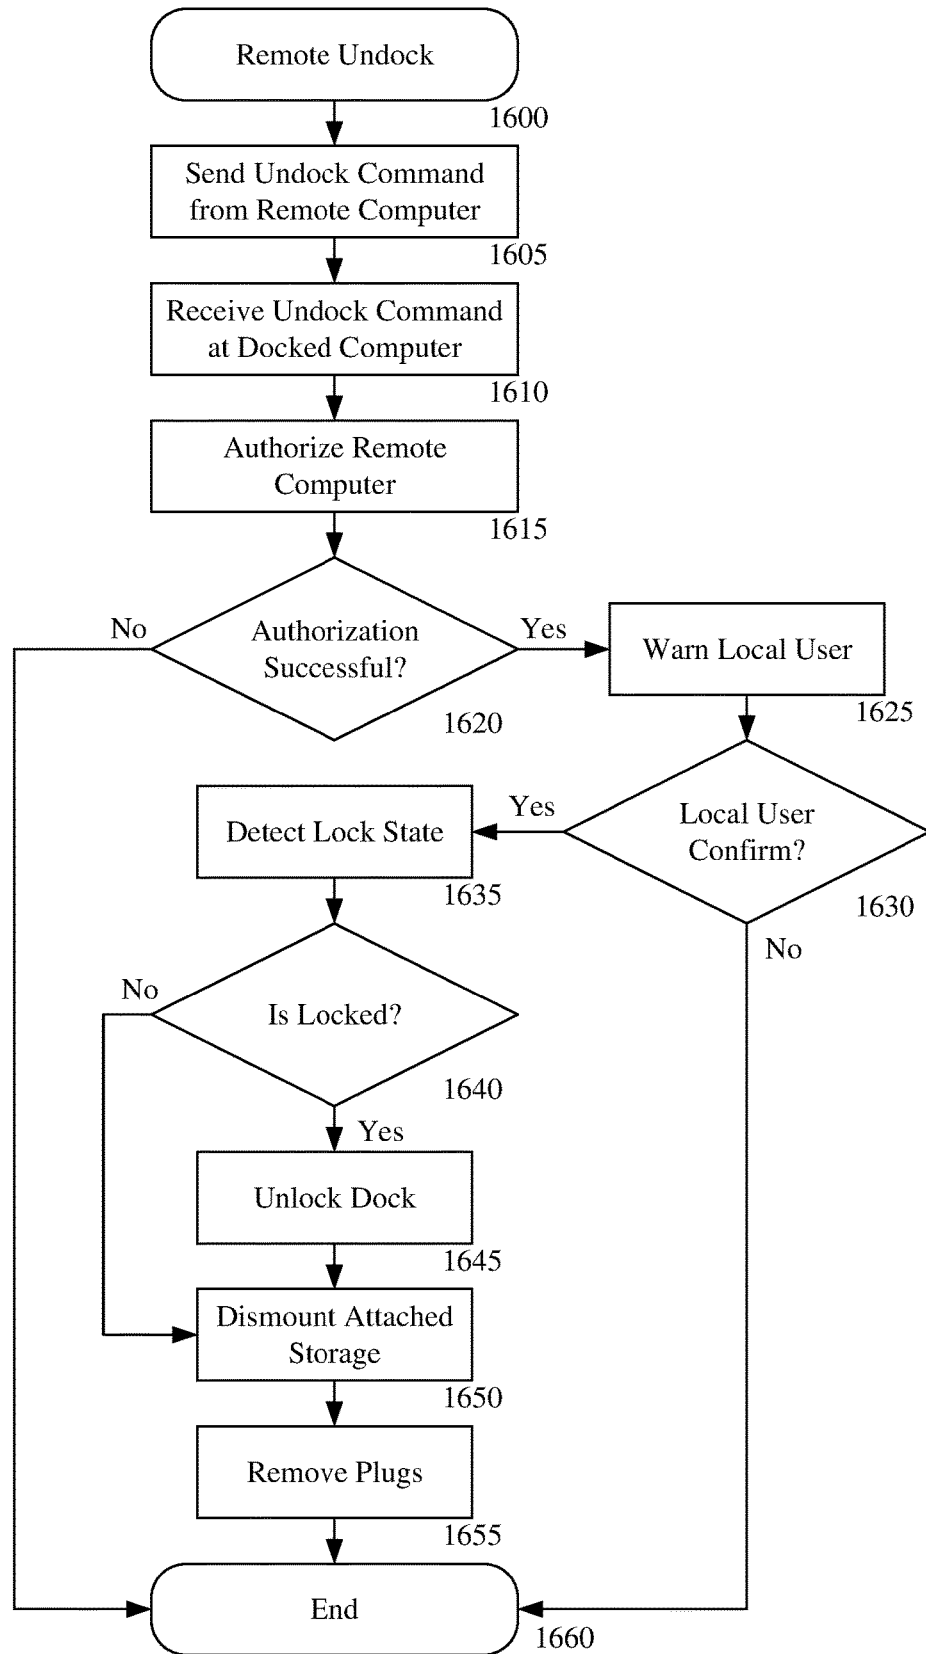 Remote Undock
1600
Send Undock Command
from Remote Computer
1605
Receive Undock Command
at Docked Computer
1610
Authorize Remote
Computer
1615
No
Authorization
Successful?
Yes
1620
Warn Local User
1625
Local User
Confirm?
Yes
1630
No
Detect Lock State
1635
No
Is Locked?
1640
Yes
Unlock Dock
1645
Dismount Attached
Storage
1650
Remove Plugs
1655
End
1660